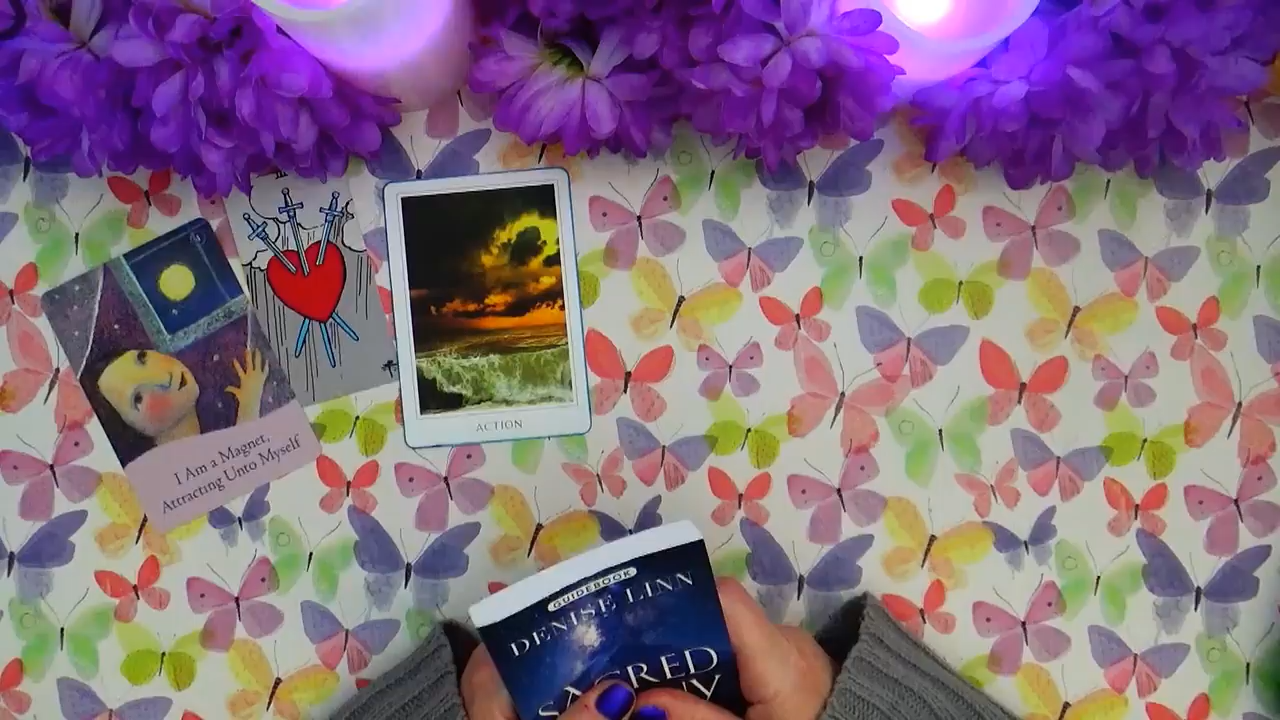 I Am a Magnet,
Attracting Unto Myself
ACTION
GUIDEBOOK
DENISE LINN
SACRED